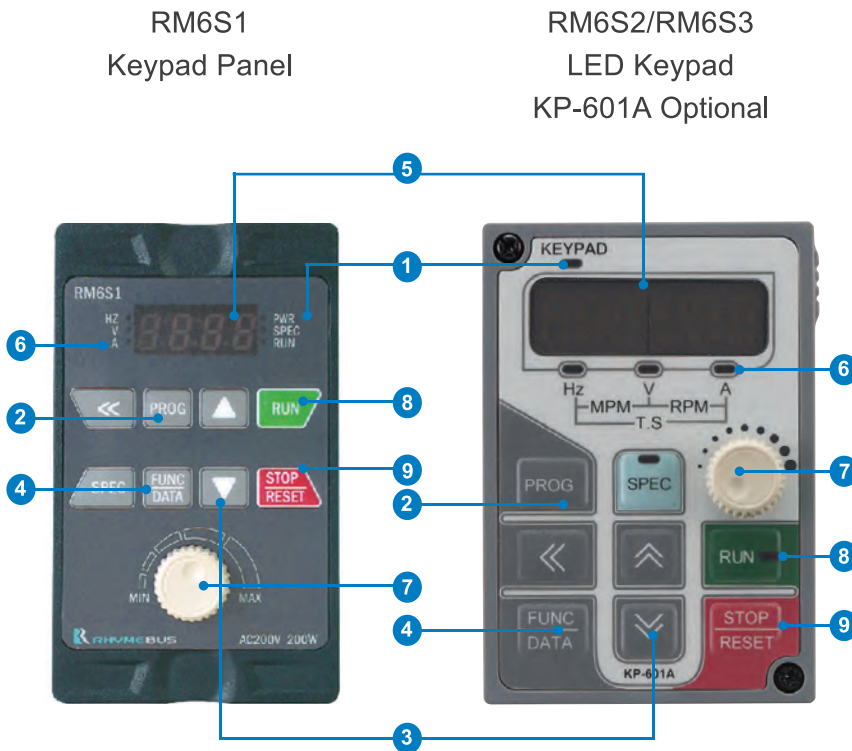 RM6S1
Keypad Panel
RM6S2/RM6S3
LED Keypad
KP-601A Optional
5
1
6
2
8
4
9
7
3
RM6S1
HZ
V
A
8888
PWR
SPEC
RUN
PROG
RUN
SPEC
FUNC
DATA
STOP
RESET
MIN
MAX
RHYMEBUS
AC200V 200W
KEYPAD
Hz
V
A
MPM
RPM
T.S
6
7
PROG
SPEC
2
RUN
8
FUNC
DATA
4
STOP
RESET
9
KP-601A